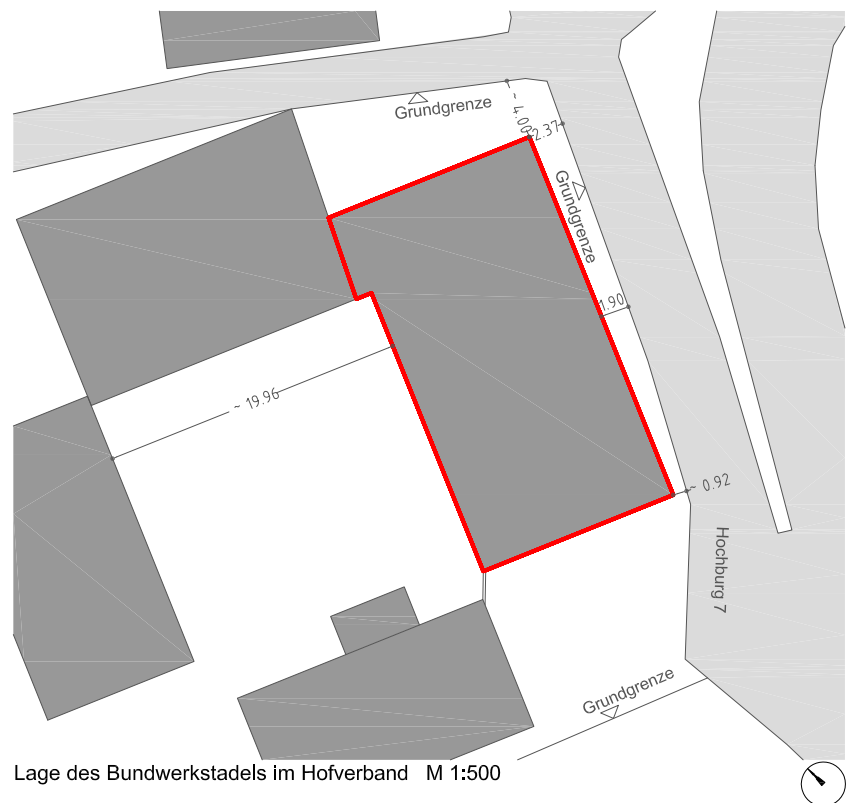 Grundgrenze
~ 4.00
2.37
Grundgrenze
1.90
~ 19.96
~ 0.92
Hochburg 7
Grundgrenze
Lage des Bundwerkstadels im Hofverband M 1:500